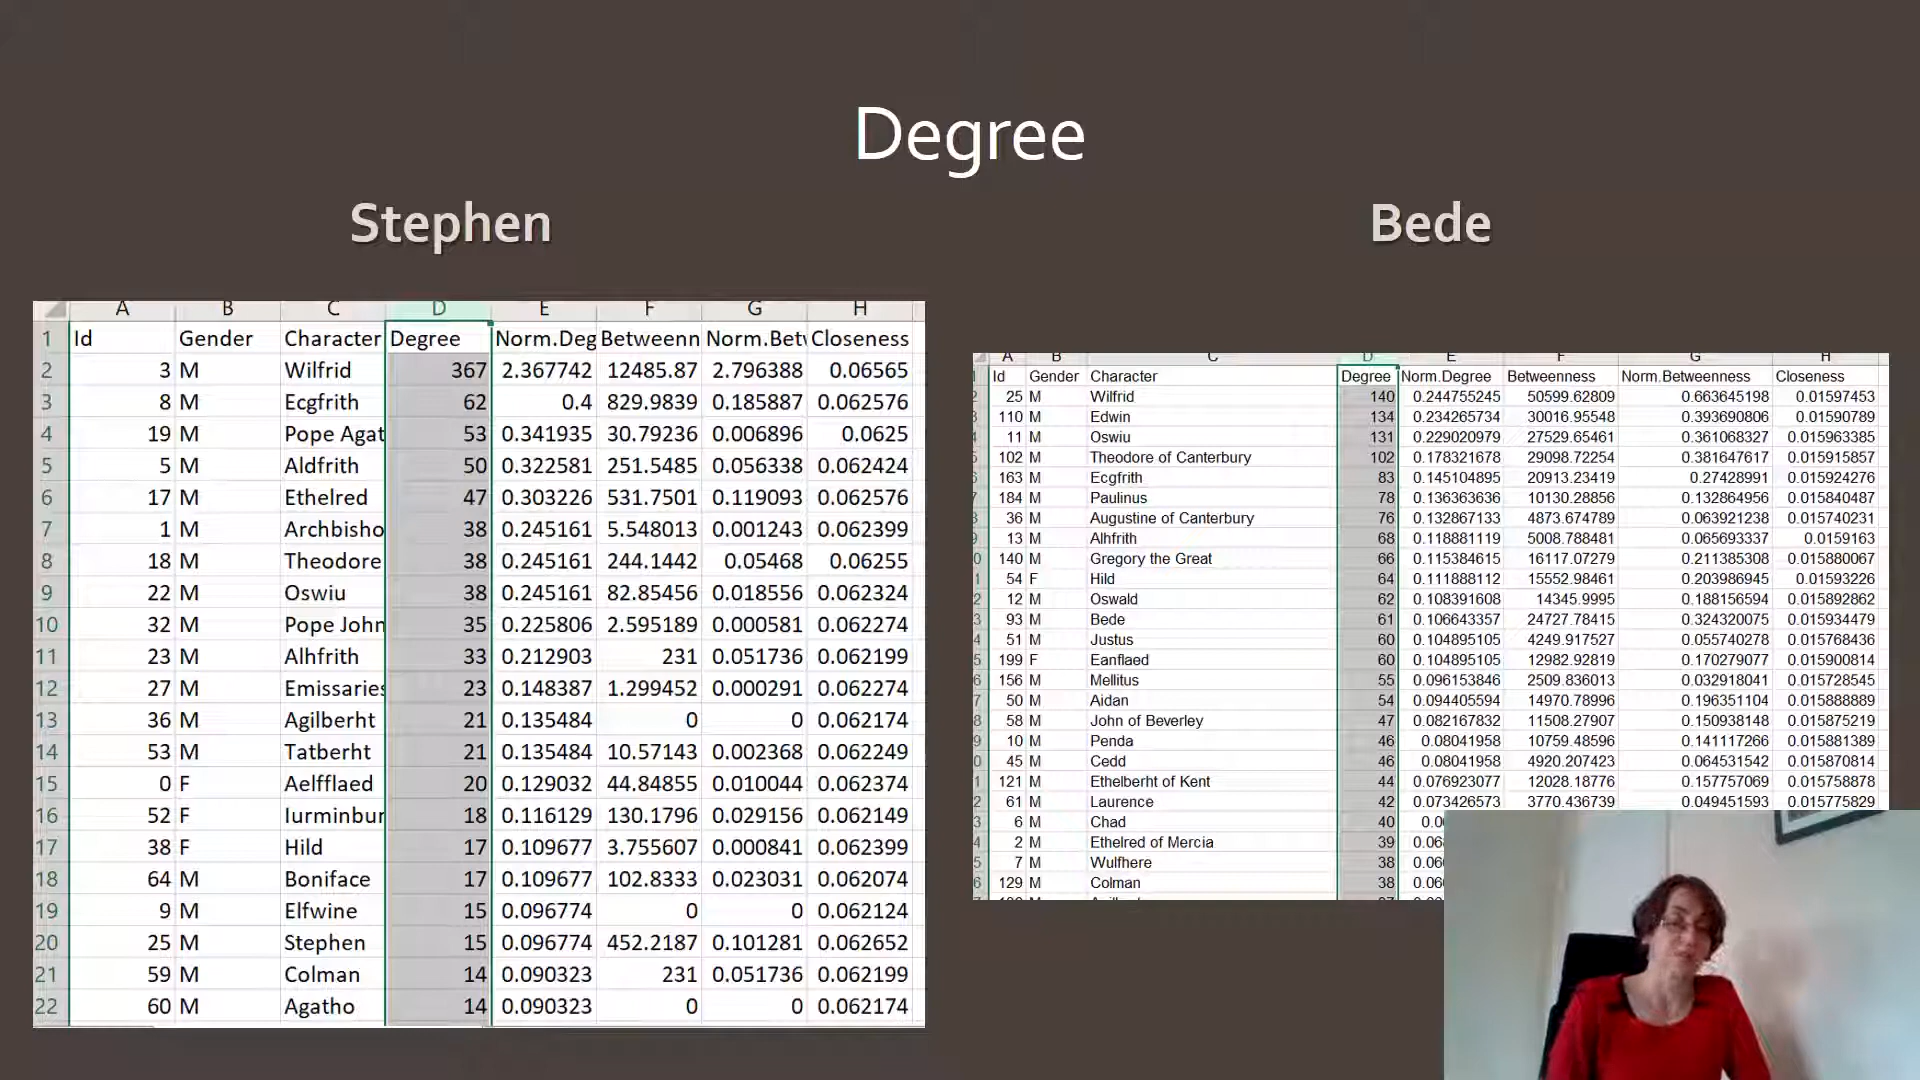 Degree
Stephen
A B C D E F G H
1 Id Gender Character Degree Norm.Deg Betweenn Norm.Betw Closeness
2 3 M Wilfrid 367 2.367742 12485.87 2.796388 0.06565
3 8 M Ecgfrith 62 0.4 829.9839 0.185887 0.062576
4 19 M Pope Agat 53 0.341935 30.79236 0.006896 0.0625
5 5 M Aldfrith 50 0.322581 251.5485 0.056338 0.062424
6 17 M Ethelred 47 0.303226 531.7501 0.119093 0.062576
7 1 M Archbisho 38 0.245161 5.548013 0.001243 0.062399
8 18 M Theodore 38 0.245161 244.1442 0.05468 0.06255
9 22 M Oswiu 38 0.245161 82.85456 0.018556 0.062324
10 32 M Pope John 35 0.225806 2.595189 0.000581 0.062274
11 23 M Alhfrith 33 0.212903 231 0.051736 0.062199
12 27 M Emissaries 23 0.148387 1.299452 0.000291 0.062274
13 36 M Agilberht 21 0.135484 0 0 0.062174
14 53 M Tatberht 21 0.135484 10.57143 0.002368 0.062249
15 0 F Aelfflaed 20 0.129032 44.84855 0.010044 0.062374
16 52 F Iurminbur 18 0.116129 130.1796 0.029156 0.062149
17 38 F Hild 17 0.109677 3.755607 0.000841 0.062399
18 64 M Boniface 17 0.109677 102.8333 0.023031 0.062074
19 9 M Elfwine 15 0.096774 0 0 0.062124
20 25 M Stephen 15 0.096774 452.2187 0.101281 0.062652
21 59 M Colman 14 0.090323 231 0.051736 0.062199
22 60 M Agatho 14 0.090323 0 0 0.062174
Bede
A B C D E F G H
Id Gender Character Degree Norm.Degree Betweenness Norm.Betweenness Closeness
25 M Wilfrid 140 0.244755245 50599.62809 0.663645198 0.01597453
110 M Edwin 134 0.234265734 30016.95548 0.393690806 0.01590789
11 M Oswiu 131 0.229020979 27529.65461 0.361068327 0.015963385
102 M Theodore of Canterbury 102 0.178321678 29098.72254 0.381647617 0.015915857
163 M Ecgfrith 83 0.145104895 20913.23419 0.27428991 0.015924276
184 M Paulinus 78 0.136363636 10130.28856 0.132864956 0.015840487
36 M Augustine of Canterbury 76 0.132867133 4873.674789 0.063921238 0.015740231
13 M Alhfrith 68 0.118881119 5008.788481 0.065693337 0.0159163
140 M Gregory the Great 66 0.115384615 16117.07279 0.211385308 0.015880067
54 F Hild 64 0.111888112 15552.98461 0.203986945 0.01593226
12 M Oswald 62 0.108391608 14345.9995 0.188156594 0.015892862
93 M Bede 61 0.106643357 24727.78415 0.324320075 0.015934479
51 M Justus 60 0.104895105 4249.917527 0.055740278 0.015768436
199 F Eanflaed 60 0.104895105 12982.92819 0.170279077 0.015900814
156 M Mellitus 55 0.096153846 2509.836013 0.032918041 0.015728545
50 M Aidan 54 0.094405594 14970.78996 0.196351104 0.015888889
58 M John of Beverley 47 0.082167832 11508.27907 0.150938148 0.015875219
10 M Penda 46 0.08041958 10759.48596 0.141117266 0.015881389
45 M Cedd 46 0.08041958 4920.207423 0.064531542 0.015870814
121 M Ethelberht of Kent 44 0.076923077 12028.18776 0.157757069 0.015758878
61 M Laurence 42 0.073426573 3770.436739 0.049451593 0.015775829
6 M Chad 40 0.0
2 M Ethelred of Mercia 39 0.06
7 M Wulfhere 38 0.06
129 M Colman 38 0.06